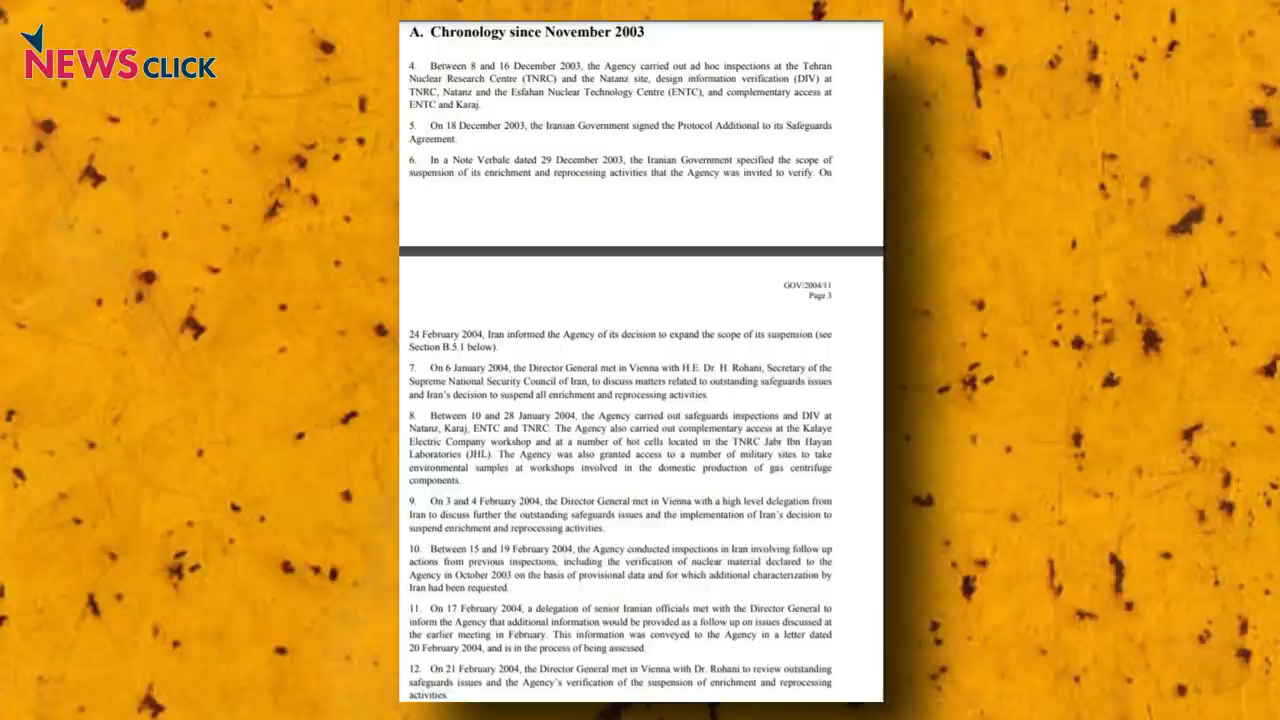 NEWSCLICK
A. Chronology since November 2003
4. Between 8 and 16 December 2003, the Agency carried out ad hoc inspections at the Tehran
Nuclear Research Centre (TNRC) and the Natanz site, design information verification (DIV) at
TNRC, Natanz and the Esfahan Nuclear Technology Centre (ENTC), and complementary access at
ENTC and Karaj.
5. On 18 December 2003, the Iranian Government signed the Protocol Additional to its Safeguards
Agreement.
6. In a Note Verbale dated 29 December 2003, the Iranian Government specified the scope of
suspension of its enrichment and reprocessing activities that the Agency was invited to verify. On
GOV/2004/11
Page 3
24 February 2004, Iran informed the Agency of its decision to expand the scope of its suspension (see
Section B.5.1 below).
7. On 6 January 2004, the Director General met in Vienna with H.E. Dr. H. Rohani, Secretary of the
Supreme National Security Council of Iran, to discuss matters related to outstanding safeguards issues
and Iran's decision to suspend all enrichment and reprocessing activities.
8. Between 10 and 28 January 2004, the Agency carried out safeguards inspections and DIV at
Natanz, Karaj, ENTC and TNRC. The Agency also carried out complementary access at the Kalaye
Electric Company workshop and at a number of hot cells located in the TNRC Jabr Ibn Hayan
Laboratories (JHL). The Agency was also granted access to a number of military sites to take
environmental samples at workshops involved in the domestic production of gas centrifuge
components.
9. On 3 and 4 February 2004, the Director General met in Vienna with a high level delegation from
Iran to discuss further the outstanding safeguards issues and the implementation of Iran's decision to
suspend enrichment and reprocessing activities.
10. Between 15 and 19 February 2004, the Agency conducted inspections in Iran involving follow up
actions from previous inspections, including the verification of nuclear material declared to the
Agency in October 2003 on the basis of provisional data and for which additional characterization by
Iran had been requested.
11. On 17 February 2004, a delegation of senior Iranian officials met with the Director General to
inform the Agency that additional information would be provided as a follow up on issues discussed at
the earlier meeting in February. This information was conveyed to the Agency in a letter dated
20 February 2004, and is in the process of being assessed.
12. On 21 February 2004, the Director General met in Vienna with Dr. Rohani to review outstanding
safeguards issues and the Agency's verification of the suspension of enrichment and reprocessing
activities.